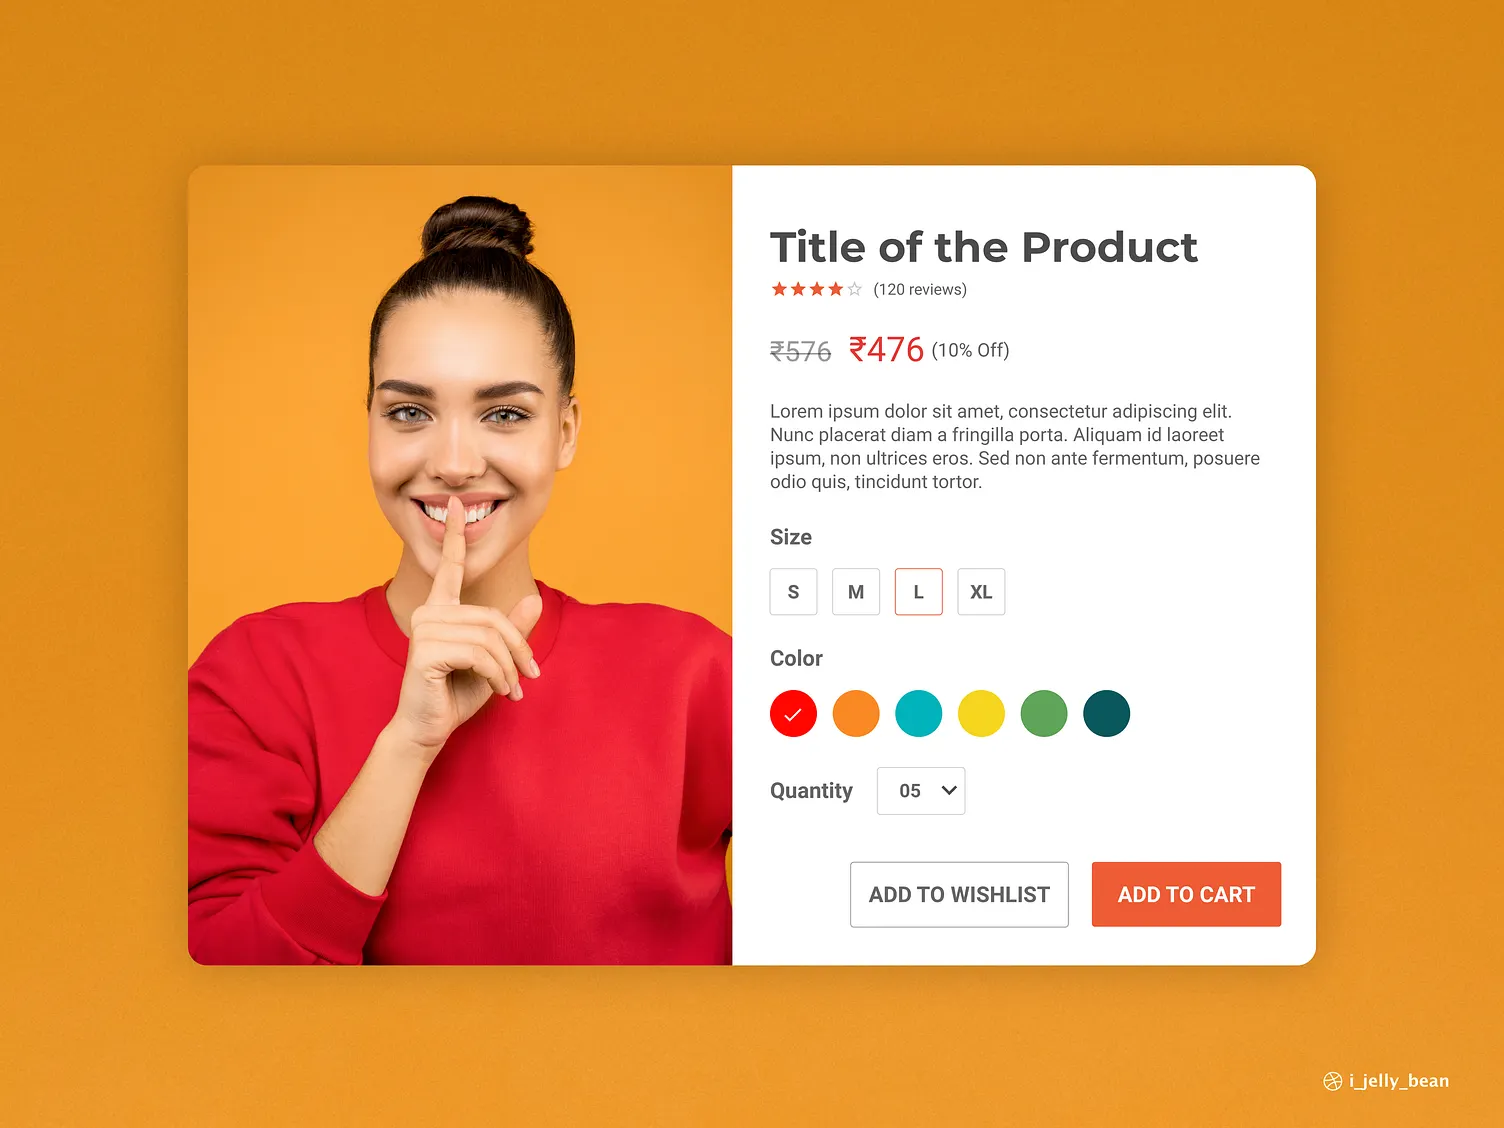 Title of the Product
(120 reviews)
₹576 ₹476 (10% Off)
Lorem ipsum dolor sit amet, consectetur adipiscing elit.
Nunc placerat diam a fringilla porta. Aliquam id laoreet
ipsum, non ultrices eros. Sed non ante fermentum, posuere
odio quis, tincidunt tortor.
Size
S M L XL
Color
Quantity 05
ADD TO WISHLIST ADD TO CART
i_jelly_bean